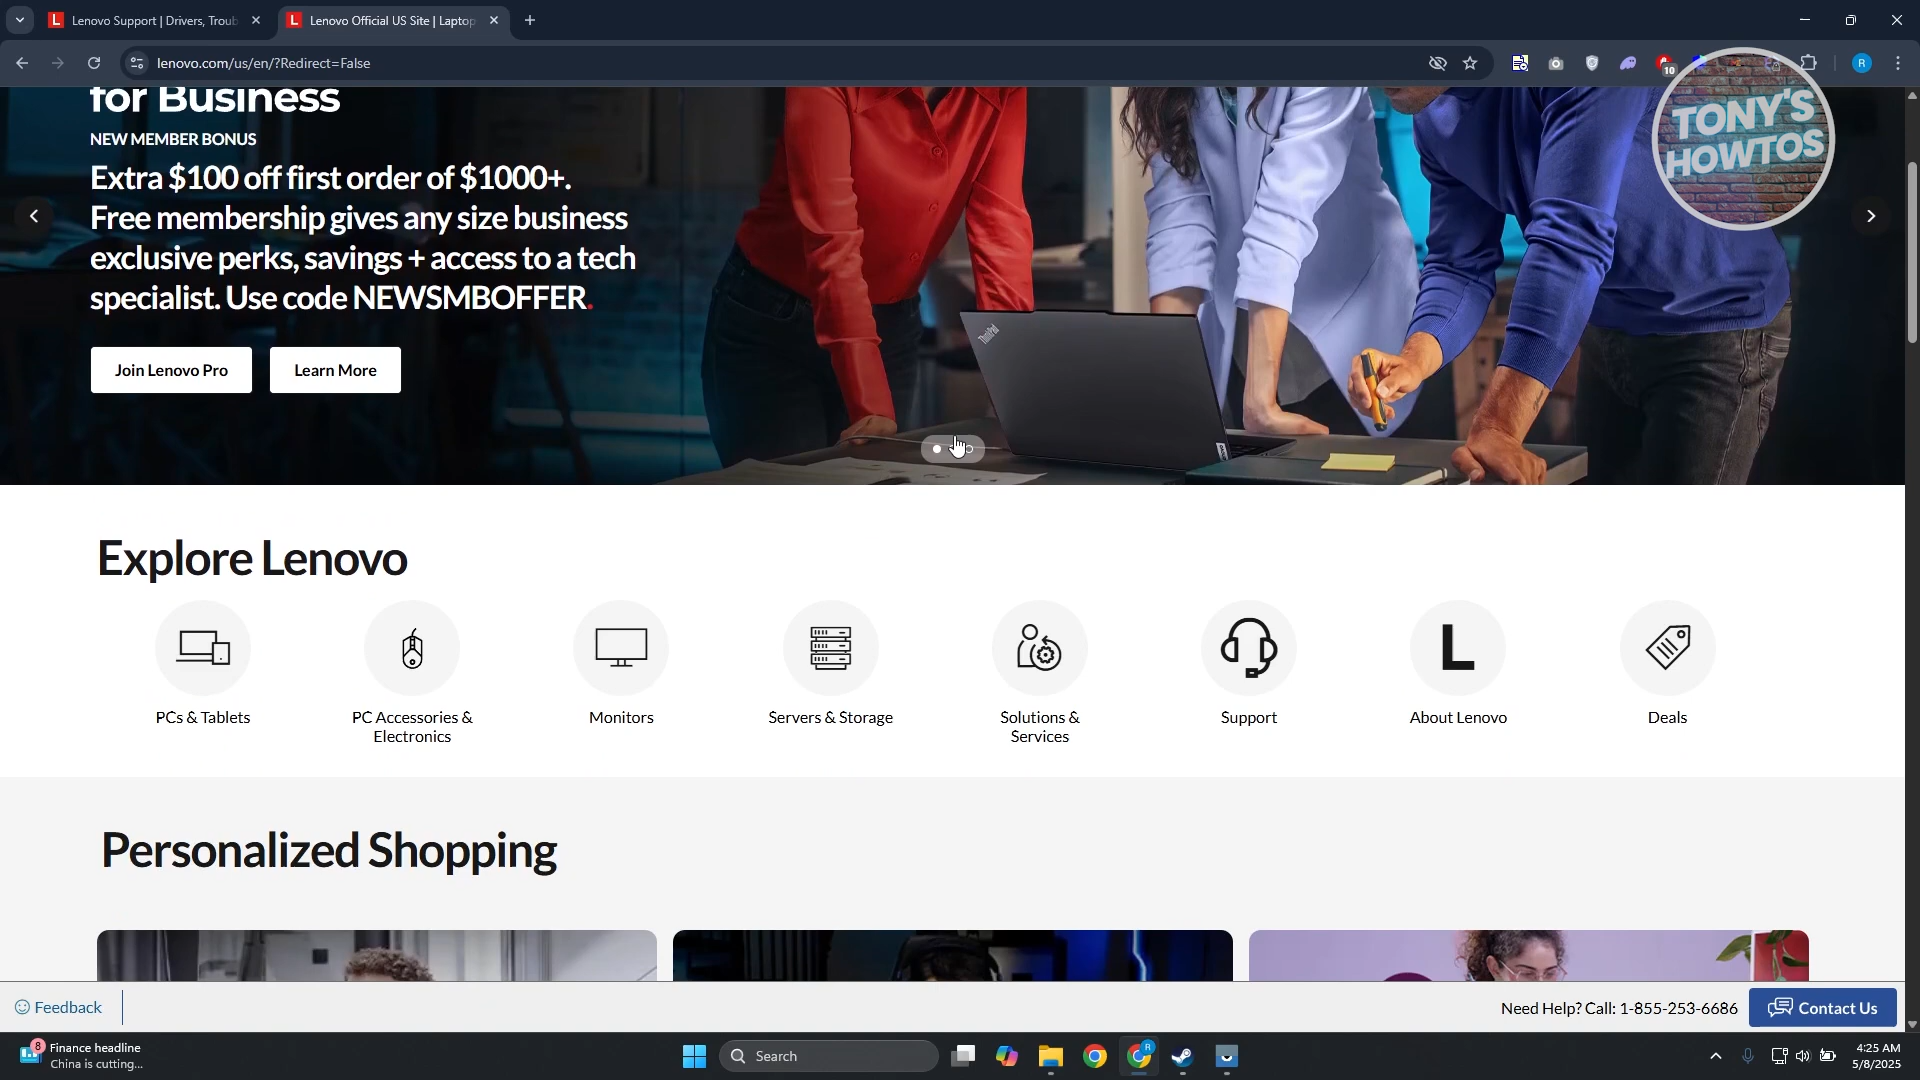 Lenovo Support | Drivers, Troub
Lenovo Official US Site | Laptop
lenovo.com/us/en/?Redirect=False
10
R
TONY'S
HOWTOS
for Business
NEW MEMBER BONUS
Extra $100 off first order of $1000+.
Free membership gives any size business
exclusive perks, savings + access to a tech
specialist. Use code NEWSMBOFFER.
Join Lenovo Pro
Learn More
ThinkPad
Explore Lenovo
PCs & Tablets
PC Accessories &
Electronics
Monitors
Servers & Storage
Solutions &
Services
Support
L
About Lenovo
Deals
Personalized Shopping
Feedback
Need Help? Call: 1-855-253-6686
Contact Us
8
Finance headline
China is cutting...
Search
R
4:25 AM
5/8/2025